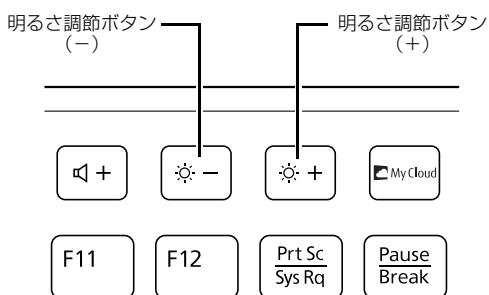 明るさ調節ボタン
（－）
明るさ調節ボタン
（＋）
+
－
+
My Cloud
F11
F12
Prt Sc
Sys Rq
Pause
Break